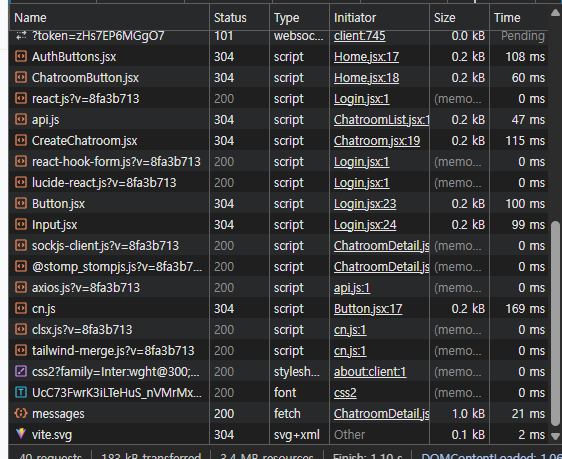 Name Status Type Initiator Size Time
?token=zHs7EP6MGgO7 101 websoc... client:745 0.0 kB Pending
AuthButtons.jsx 304 script Home.jsx:17 0.2 kB 108 ms
ChatroomButton.jsx 304 script Home.jsx:18 0.2 kB 60 ms
react.js?v=8fa3b713 200 script Login.jsx:1 (memo... 0 ms
api.js 304 script ChatroomList.jsx:1 0.2 kB 47 ms
CreateChatroom.jsx 304 script Chatroom.jsx:19 0.2 kB 115 ms
react-hook-form.js?v=8fa3b713 200 script Login.jsx:1 (memo... 0 ms
lucide-react.js?v=8fa3b713 200 script Login.jsx:1 (memo... 0 ms
Button.jsx 304 script Login.jsx:23 0.2 kB 100 ms
Input.jsx 304 script Login.jsx:24 0.2 kB 99 ms
sockjs-client.js?v=8fa3b713 200 script ChatroomDetail.js (memo... 0 ms
@stomp_stompjs.js?v=8fa3b7... 200 script ChatroomDetail.js (memo... 0 ms
axios.js?v=8fa3b713 200 script api.js:1 (memo... 0 ms
cn.js 304 script Button.jsx:17 0.2 kB 169 ms
clsx.js?v=8fa3b713 200 script cn.js:1 (memo... 0 ms
tailwind-merge.js?v=8fa3b713 200 script cn.js:1 (memo... 0 ms
css2?family=Inter:wght@300;... 200 stylesh... about:client:1 (memo... 0 ms
UcC73FwrK3iLTeHuS_nVMrMx... 200 font css2 (memo... 0 ms
messages 200 fetch ChatroomDetail.js 1.0 kB 21 ms
vite.svg 304 svg+xml Other 0.1 kB 2 ms
40 requests 183 kB transferred 3.4 MB resources Finish: 1.10 s DOMContentLoaded: 1.06